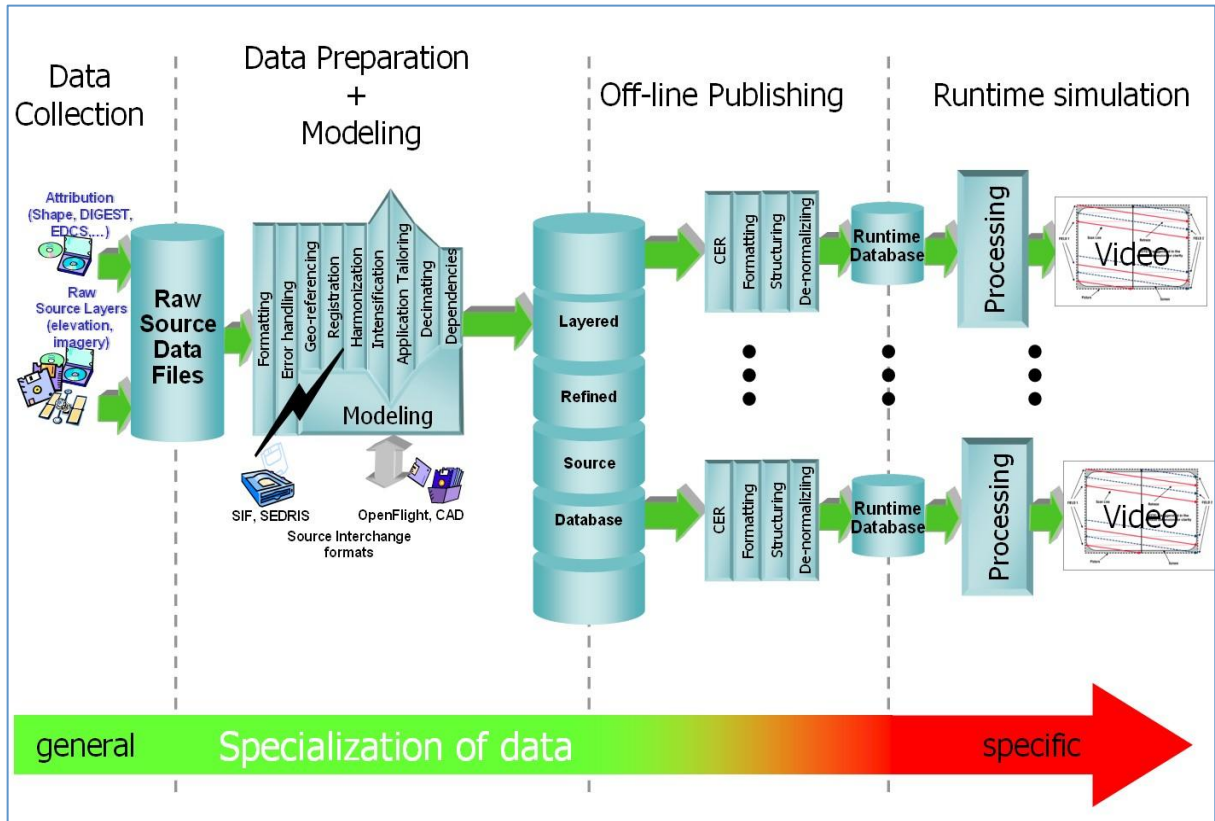 Data
Collection
Data Preparation
+
Modeling
Off-line Publishing
Runtime simulation
Attribution
(Shape, DIGEST,
EDCS,...)
Raw
Source Layers
(elevation,
imagery)
Raw
Source
Data
Files
Formatting
Error handling
Geo-referencing
Registration
Harmonization
Intensification
Application Tailoring
Decimating
Dependencies
Modeling
SIF, SEDRIS
OpenFlight, CAD
Source Interchange
formats
Layered
Refined
Source
Database
CER
Formatting
Structuring
De-normaliziing
Runtime
Database
Processing
Video
CER
Formatting
Structuring
De-normaliziing
Runtime
Database
Processing
Video
general
Specialization of data
specific